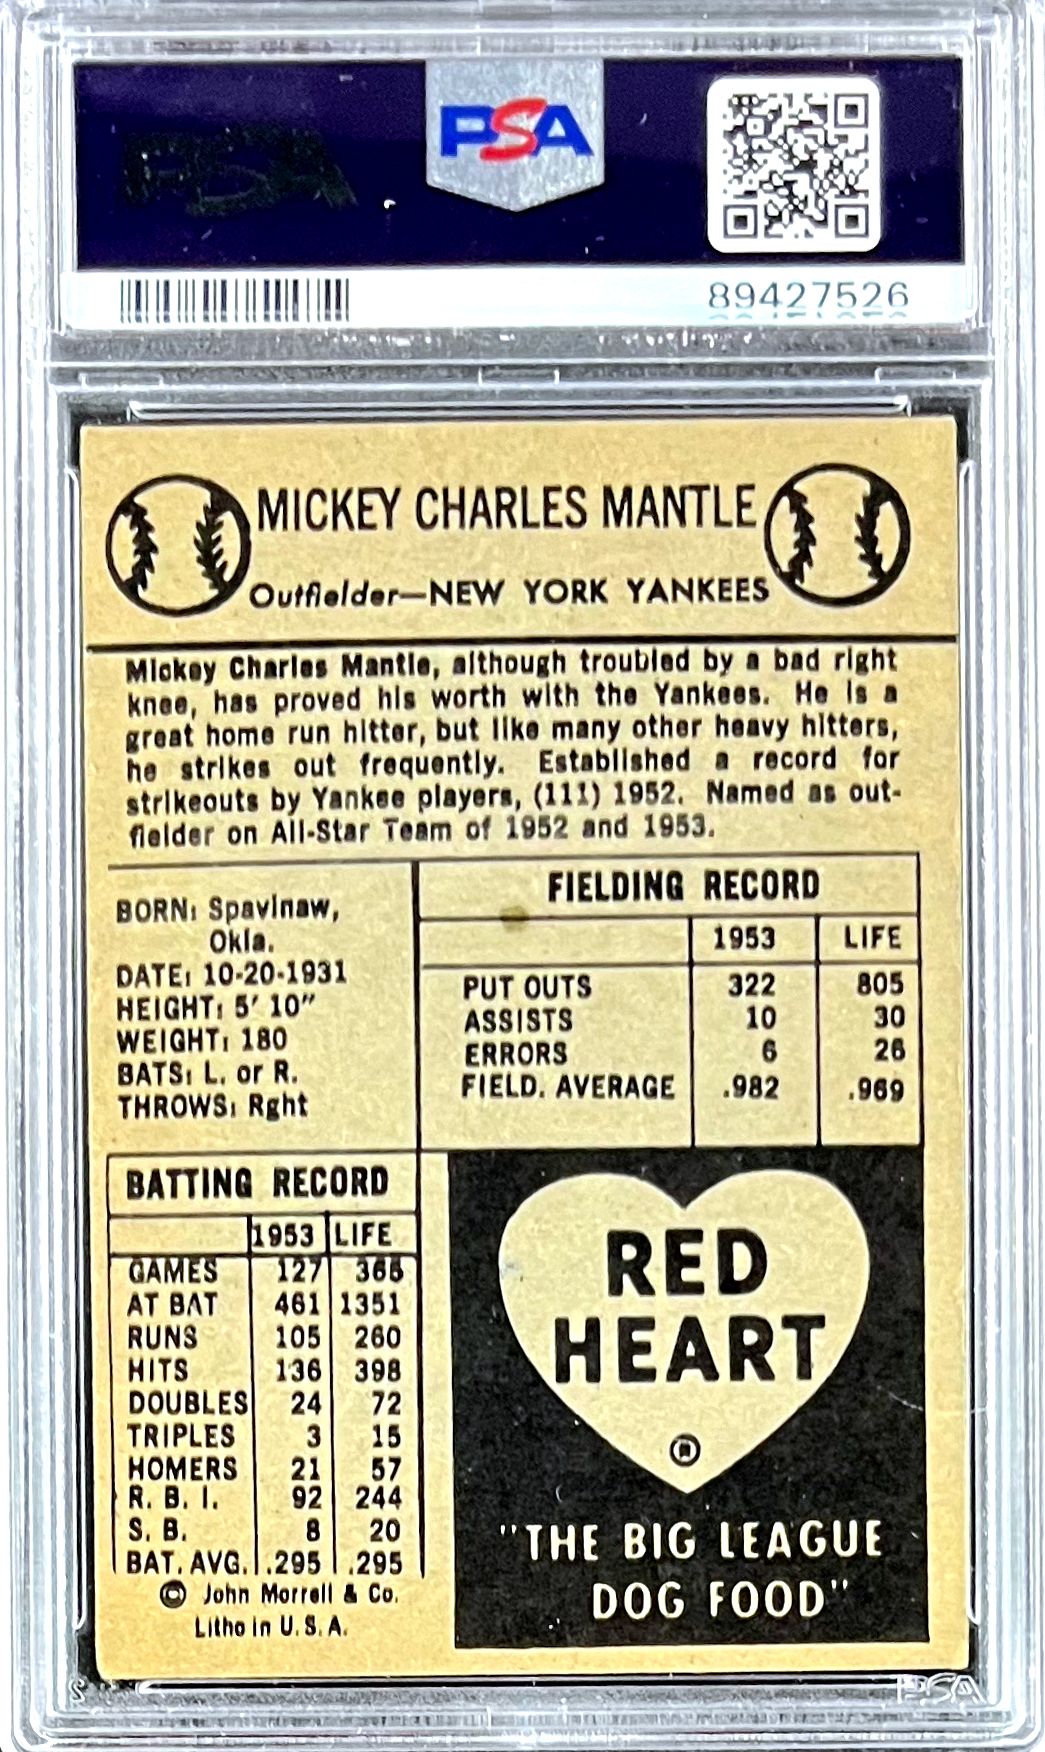 PSA
89427526
MICKEY CHARLES MANTLE
Outfielder—NEW YORK YANKEES
Mickey Charles Mantle, although troubled by a bad right
knee, has proved his worth with the Yankees. He is a
great home run hitter, but like many other heavy hitters,
he strikes out frequently. Established a record for
strikeouts by Yankee players, (111) 1952. Named as out-
fielder on All-Star Team of 1952 and 1953.
BORN: Spavinaw,
Okla.
DATE: 10-20-1931
HEIGHT: 5' 10"
WEIGHT: 180
BATS: L. or R.
THROWS: Rght
FIELDING RECORD
1953 LIFE
PUT OUTS 322 805
ASSISTS 10 30
ERRORS 6 26
FIELD. AVERAGE .982 .969
BATTING RECORD
1953 LIFE
GAMES 127 365
AT BAT 461 1351
RUNS 105 260
HITS 136 398
DOUBLES 24 72
TRIPLES 3 15
HOMERS 21 57
R. B. I. 92 244
S. B. 8 20
BAT. AVG. .295 .295
© John Morrell & Co.
Litho in U. S. A.
RED
HEART
®
"THE BIG LEAGUE
DOG FOOD"
PSA